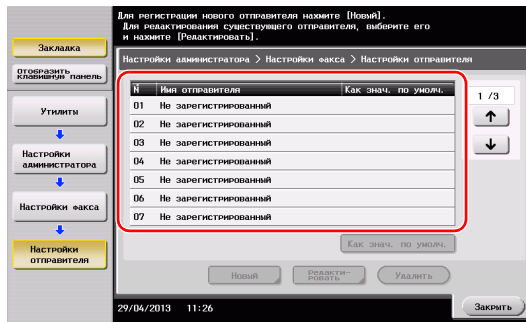 Для регистрации нового отправителя нажмите [Новый].
Для редактирования существующего отправителя, выберите его
и нажмите [Редактировать].
Закладка
Отобразить
клавишную панель
Утилиты
Настройки
администратора
Настройки факса
Настройки
отправителя
Настройки администратора > Настройки факса > Настройки отправителя
N Имя отправителя Как знач. по умолч.
01 Не зарегистрированный
02 Не зарегистрированный
03 Не зарегистрированный
04 Не зарегистрированный
05 Не зарегистрированный
06 Не зарегистрированный
07 Не зарегистрированный
1 /3
↑
↓
Как знач. по умолч.
Новый
Редакти-
ровать
Удалить
29/04/2013 11:26
Закрыть